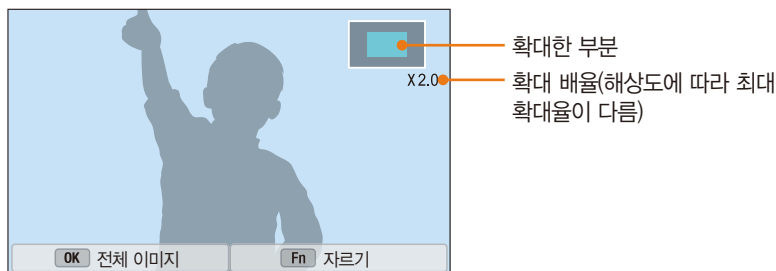 확대한 부분
X2.0
확대 배율(해상도에 따라 최대
확대율이 다름)
OK 전체 이미지
Fn 자르기